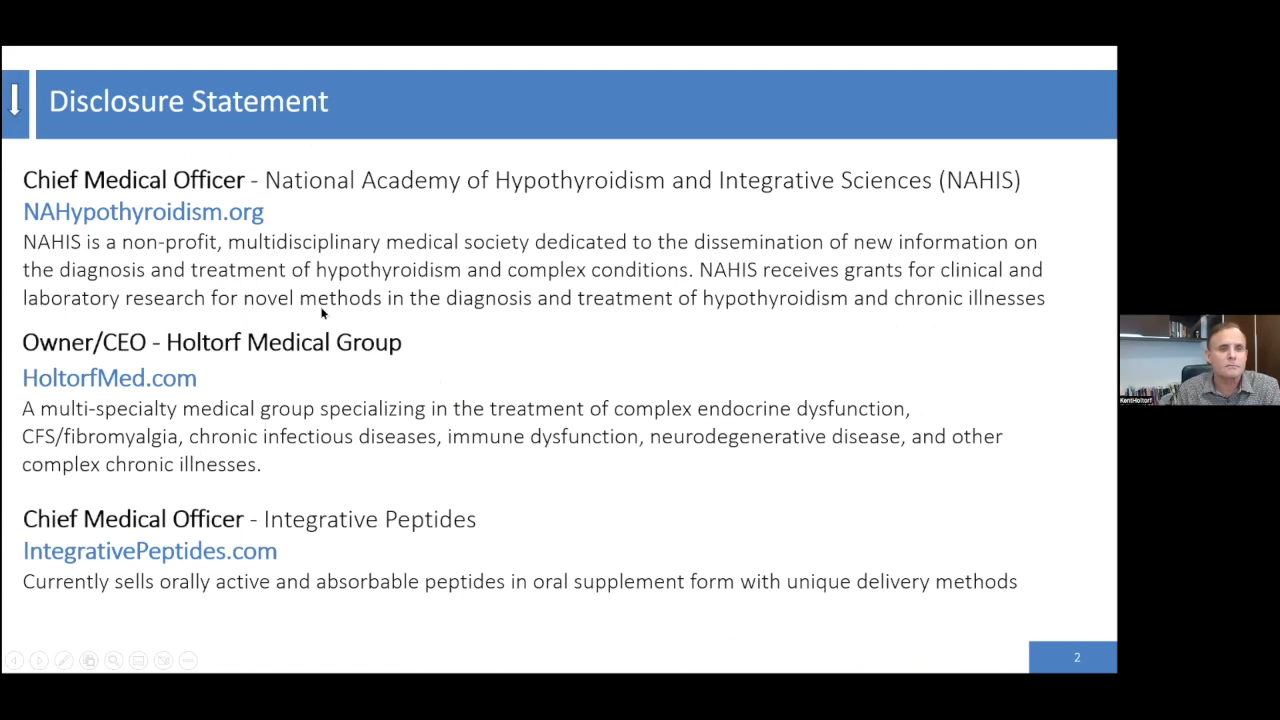 Disclosure Statement
Chief Medical Officer - National Academy of Hypothyroidism and Integrative Sciences (NAHIS)
NAHypothyroidism.org
NAHIS is a non-profit, multidisciplinary medical society dedicated to the dissemination of new information on
the diagnosis and treatment of hypothyroidism and complex conditions. NAHIS receives grants for clinical and
laboratory research for novel methods in the diagnosis and treatment of hypothyroidism and chronic illnesses
Owner/CEO - Holtorf Medical Group
HoltorfMed.com
A multi-specialty medical group specializing in the treatment of complex endocrine dysfunction,
CFS/fibromyalgia, chronic infectious diseases, immune dysfunction, neurodegenerative disease, and other
complex chronic illnesses.
Chief Medical Officer - Integrative Peptides
IntegrativePeptides.com
Currently sells orally active and absorbable peptides in oral supplement form with unique delivery methods
2
KentHoltorf